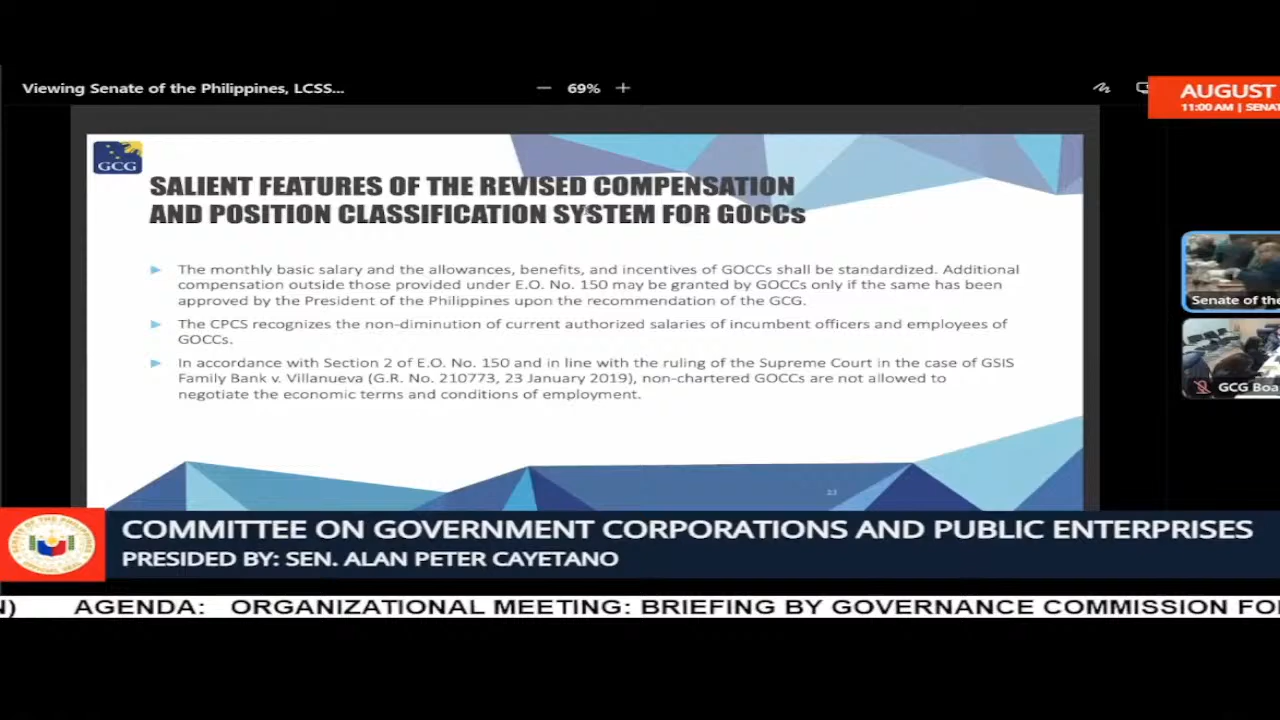 Viewing Senate of the Philippines, LCSS...
69%
AUGUST
11:00 AM | SENAT
GCG
SALIENT FEATURES OF THE REVISED COMPENSATION
AND POSITION CLASSIFICATION SYSTEM FOR GOCCs
The monthly basic salary and the allowances, benefits, and incentives of GOCCs shall be standardized. Additional
compensation outside those provided under E.O. No. 150 may be granted by GOCCs only if the same has been
approved by the President of the Philippines upon the recommendation of the GCG.
The CPCS recognizes the non-diminution of current authorized salaries of incumbent officers and employees of
GOCCs.
In accordance with Section 2 of E.O. No. 150 and in line with the ruling of the Supreme Court in the case of GSIS
Family Bank v. Villanueva (G.R. No. 210773, 23 January 2019), non-chartered GOCCs are not allowed to
negotiate the economic terms and conditions of employment.
Senate of the
GCG Boa
COMMITTEE ON GOVERNMENT CORPORATIONS AND PUBLIC ENTERPRISES
PRESIDED BY: SEN. ALAN PETER CAYETANO
N) AGENDA: ORGANIZATIONAL MEETING: BRIEFING BY GOVERNANCE COMMISSION FO